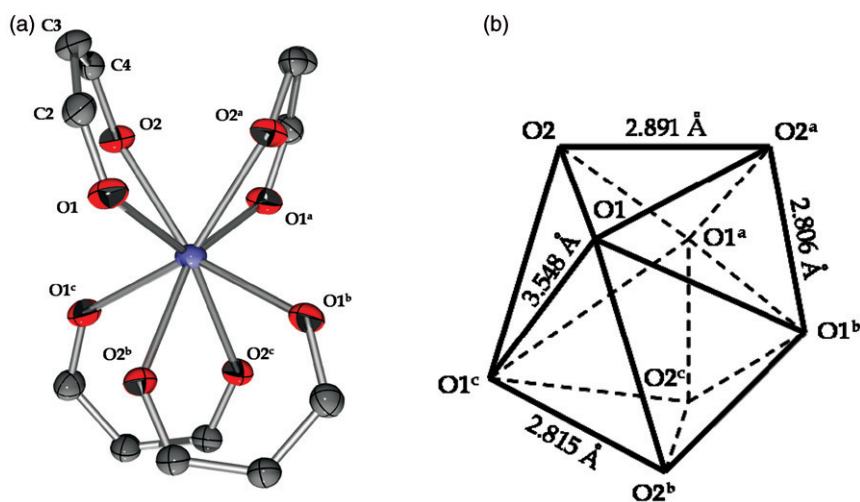 (a)
C3
C4
C2
O2
O2ᵃ
O1
O1ᵃ
O1ᶜ
O1ᵇ
O2ᵇ
O2ᶜ
(b)
O2
2.891 Å
O2ᵃ
O1
O1ᵃ
2.806 Å
3.548 Å
O1ᵇ
O1ᶜ
O2ᶜ
2.815 Å
O2ᵇ